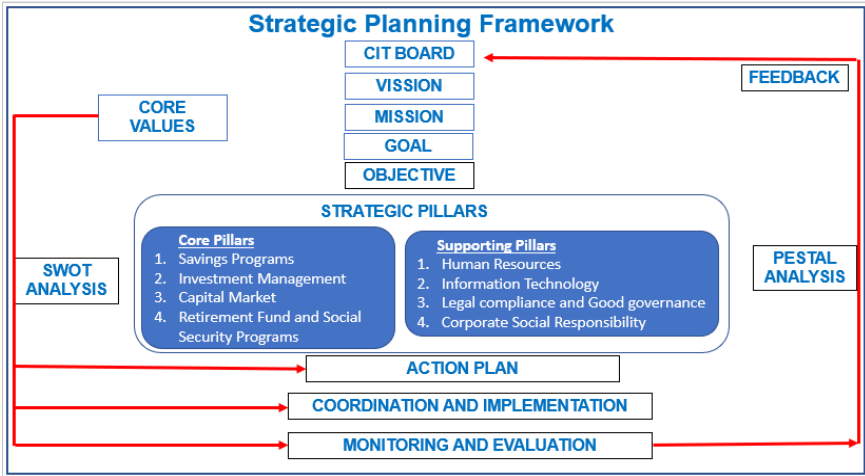 Strategic Planning Framework
CIT BOARD
FEEDBACK
VISSION
CORE
VALUES
MISSION
GOAL
OBJECTIVE
STRATEGIC PILLARS
Core Pillars
1. Savings Programs
2. Investment Management
3. Capital Market
4. Retirement Fund and Social
Security Programs
Supporting Pillars
1. Human Resources
2. Information Technology
3. Legal compliance and Good governance
4. Corporate Social Responsibility
SWOT
ANALYSIS
PESTAL
ANALYSIS
ACTION PLAN
COORDINATION AND IMPLEMENTATION
MONITORING AND EVALUATION